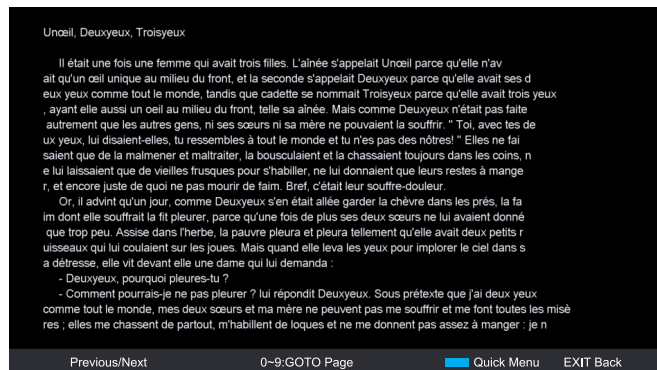 Unœil, Deuxyeux, Troisyeux
Il était une fois une femme qui avait trois filles. L'aînée s'appelait Unœil parce qu'elle n'av
ait qu'un œil unique au milieu du front, et la seconde s'appelait Deuxyeux parce qu'elle avait ses d
eux yeux comme tout le monde, tandis que cadette se nommait Troisyeux parce qu'elle avait trois yeux
, ayant elle aussi un oeil au milieu du front, telle sa aînée. Mais comme Deuxyeux n'était pas faite
autrement que les autres gens, ni ses sœurs ni sa mère ne pouvaient la souffrir. " Toi, avec tes de
ux yeux, lui disaient-elles, tu ressembles à tout le monde et tu n'es pas des nôtres! " Elles ne fai
saient que de la malmener et maltraiter, la bousculaient et la chassaient toujours dans les coins, n
e lui laissaient que de vieilles frusques pour s'habiller, ne lui donnaient que leurs restes à mange
r, et encore juste de quoi ne pas mourir de faim. Bref, c'était leur souffre-douleur.
Or, il advint qu'un jour, comme Deuxyeux s'en était allée garder la chèvre dans les prés, la fa
im dont elle souffrait la fit pleurer, parce qu'une fois de plus ses deux sœurs ne lui avaient donné
que trop peu. Assise dans l'herbe, la pauvre pleura et pleura tellement qu'elle avait deux petits r
uisseaux qui lui coulaient sur les joues. Mais quand elle leva les yeux pour implorer le ciel dans s
a détresse, elle vit devant elle une dame qui lui demanda :
- Deuxyeux, pourquoi pleures-tu ?
- Comment pourrais-je ne pas pleurer ? lui répondit Deuxyeux. Sous prétexte que j'ai deux yeux
comme tout le monde, mes deux sœurs et ma mère ne peuvent pas me souffrir et me font toutes les misè
res ; elles me chassent de partout, m'habillent de loques et ne me donnent pas assez à manger : je n
Previous/Next 0~9:GOTO Page Quick Menu EXIT Back